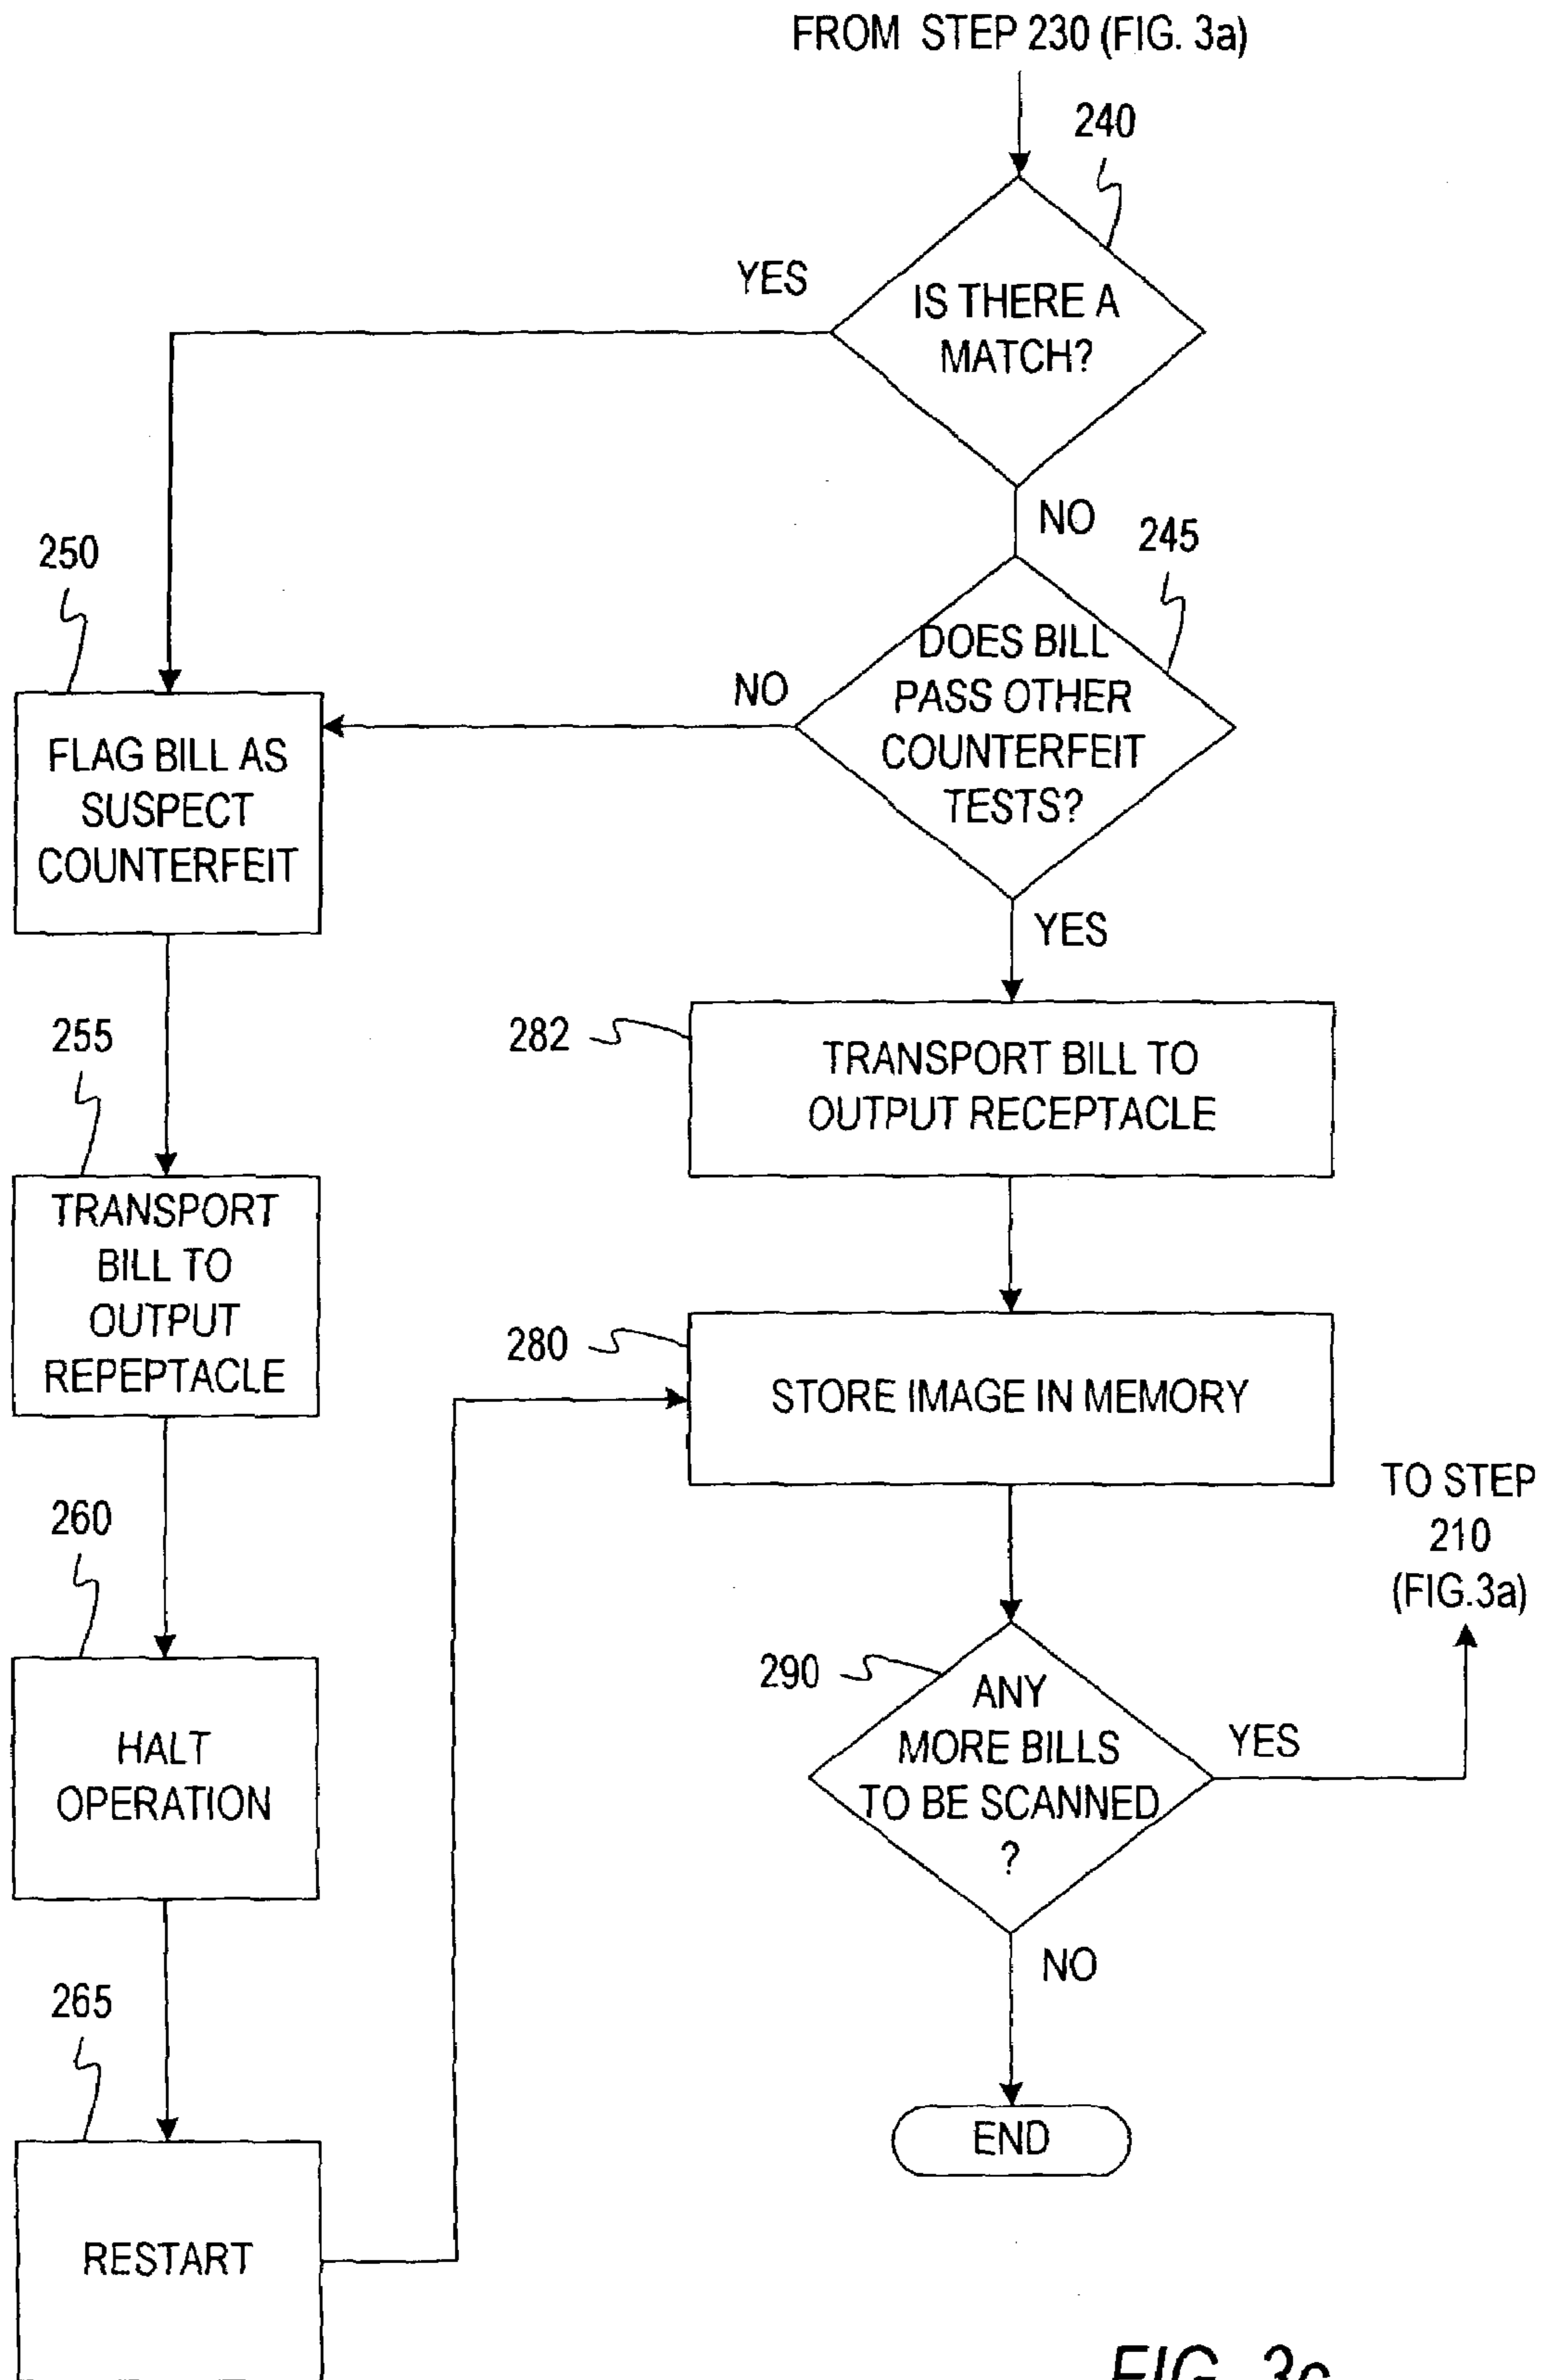 FROM STEP 230 (FIG. 3a)
240
YES
IS THERE A
MATCH?
NO
245
250
NO
DOES BILL
PASS OTHER
COUNTERFEIT
TESTS?
FLAG BILL AS
SUSPECT
COUNTERFEIT
YES
255
282
TRANSPORT BILL TO
OUTPUT RECEPTACLE
TRANSPORT
BILL TO
OUTPUT
REPEPTACLE
280
STORE IMAGE IN MEMORY
TO STEP
210
(FIG.3a)
260
290
ANY
MORE BILLS
TO BE SCANNED
?
YES
HALT
OPERATION
NO
265
END
RESTART
FIG. 3c